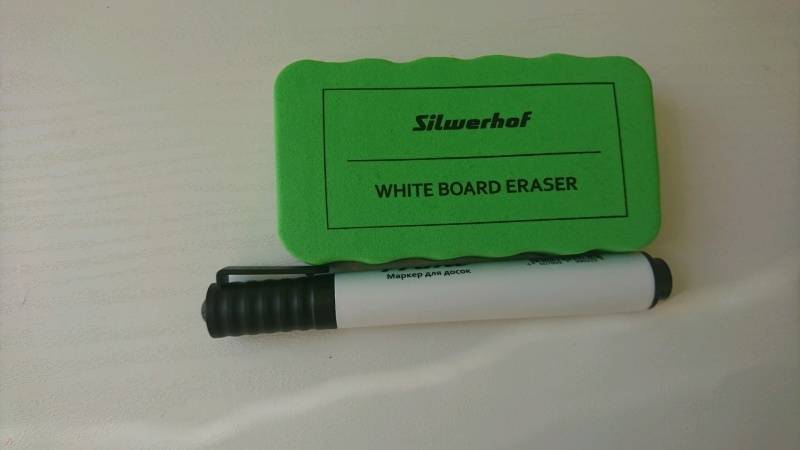 Silwerhof
WHITE BOARD ERASER
Маркер для досок